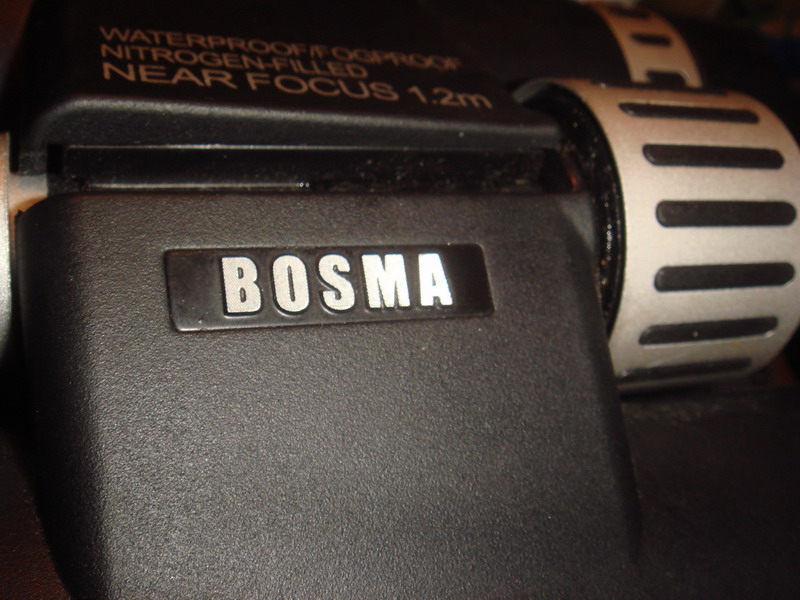 WATERPROOF/FOGPROOF
NITROGEN-FILLED
NEAR FOCUS 1.2m
BOSMA